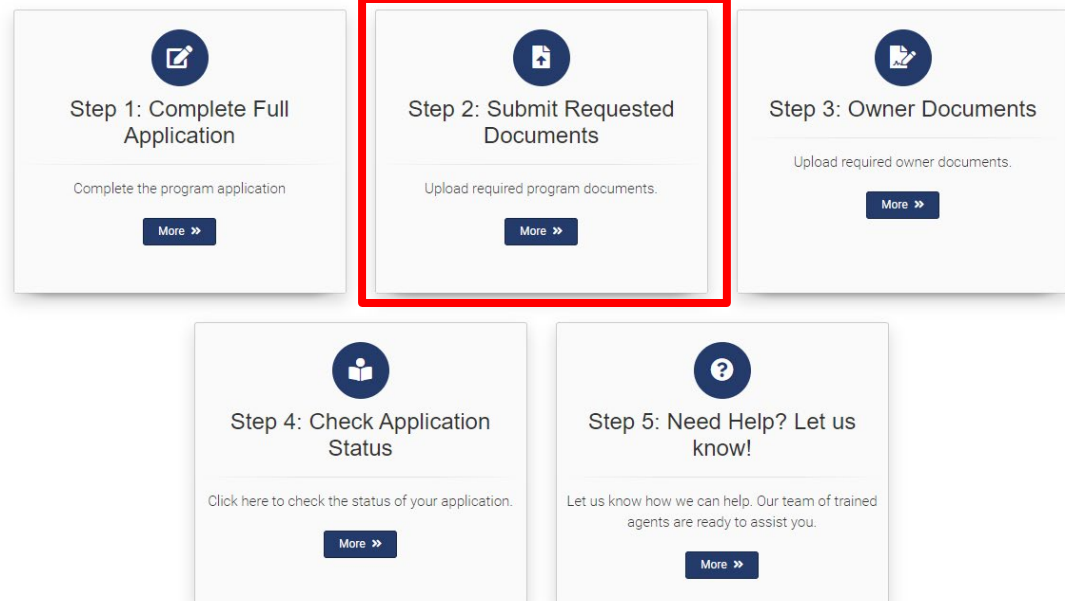 Step 1: Complete Full
Application
Complete the program application
More »
Step 2: Submit Requested
Documents
Upload required program documents.
More »
Step 3: Owner Documents
Upload required owner documents.
More »
Step 4: Check Application
Status
Click here to check the status of your application.
More »
Step 5: Need Help? Let us
know!
Let us know how we can help. Our team of trained
agents are ready to assist you.
More »